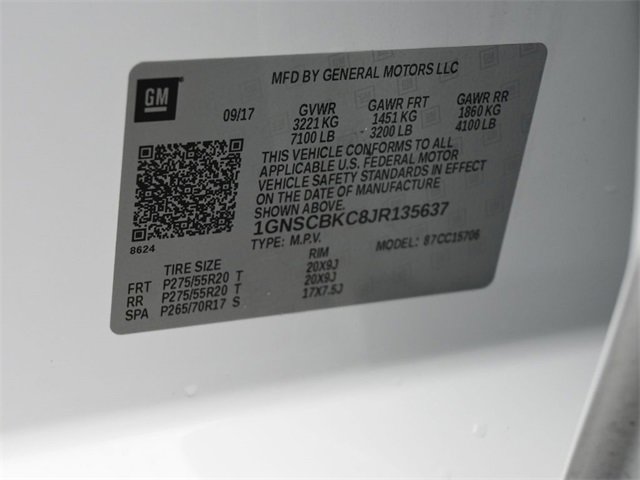 GM
MFD BY GENERAL MOTORS LLC
09/17 GVWR GAWR FRT GAWR RR
3221 KG 1451 KG 1860 KG
7100 LB 3200 LB 4100 LB
THIS VEHICLE CONFORMS TO ALL
APPLICABLE U.S. FEDERAL MOTOR
VEHICLE SAFETY STANDARDS IN EFFECT
ON THE DATE OF MANUFACTURE
SHOWN ABOVE.
1GNSCBKC8JR135637
8624
TYPE: M.P.V. MODEL: 87CC15706
TIRE SIZE RIM
FRT P275/55R20 T 20X9J
RR P275/55R20 T 20X9J
SPA P265/70R17 S 17X7.5J